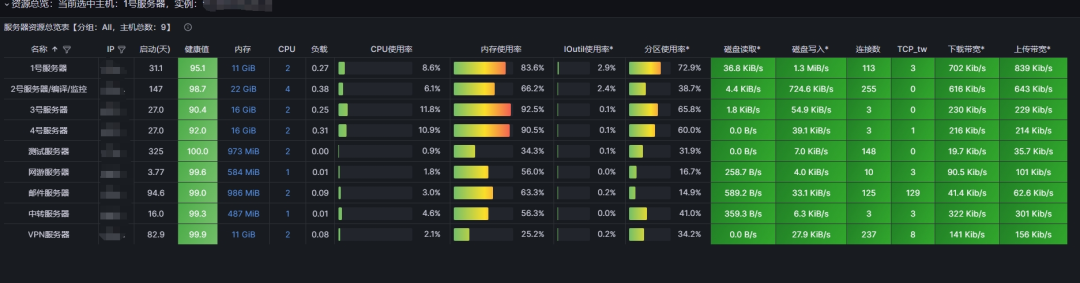 资源总览：当前选中主机：1号服务器，实例：
服务器资源总览表【分组：All，主机总数：9】
名称 IP 启动(天) 健康值 内存 CPU 负载 CPU使用率 内存使用率 IOutil使用率* 分区使用率* 磁盘读取* 磁盘写入* 连接数 TCP_tw 下载带宽* 上传带宽*
1号服务器 31.1 95.1 11 GiB 2 0.27 8.6% 83.6% 2.9% 72.9% 36.8 KiB/s 1.3 MiB/s 113 3 702 Kib/s 839 Kib/s
2号服务器/编译/监控 147 98.7 22 GiB 4 0.38 6.1% 66.2% 2.4% 38.7% 4.4 KiB/s 724.6 KiB/s 255 0 616 Kib/s 643 Kib/s
3号服务器 27.0 90.4 16 GiB 2 0.25 11.8% 92.5% 0.1% 65.8% 1.8 KiB/s 54.9 KiB/s 3 0 230 Kib/s 229 Kib/s
4号服务器 27.0 92.0 16 GiB 2 0.31 10.9% 90.5% 0.1% 60.0% 0.0 B/s 39.1 KiB/s 3 1 216 Kib/s 214 Kib/s
测试服务器 325 100.0 973 MiB 2 0.00 0.9% 34.3% 0.1% 31.9% 0.0 B/s 7.0 KiB/s 148 0 19.7 Kib/s 35.7 Kib/s
网游服务器 3.77 99.6 584 MiB 1 0.01 1.8% 56.0% 0.0% 16.7% 258.7 B/s 4.0 KiB/s 10 3 90.5 Kib/s 101 Kib/s
邮件服务器 94.6 99.0 986 MiB 2 0.09 3.0% 63.3% 0.2% 14.9% 589.2 B/s 33.1 KiB/s 125 129 41.4 Kib/s 62.6 Kib/s
中转服务器 16.0 99.3 487 MiB 1 0.01 4.6% 56.3% 0.0% 41.0% 359.3 B/s 6.3 KiB/s 3 3 322 Kib/s 301 Kib/s
VPN服务器 82.9 99.9 11 GiB 2 0.08 2.1% 25.2% 0.2% 34.2% 0.0 B/s 27.9 KiB/s 237 8 141 Kib/s 156 Kib/s